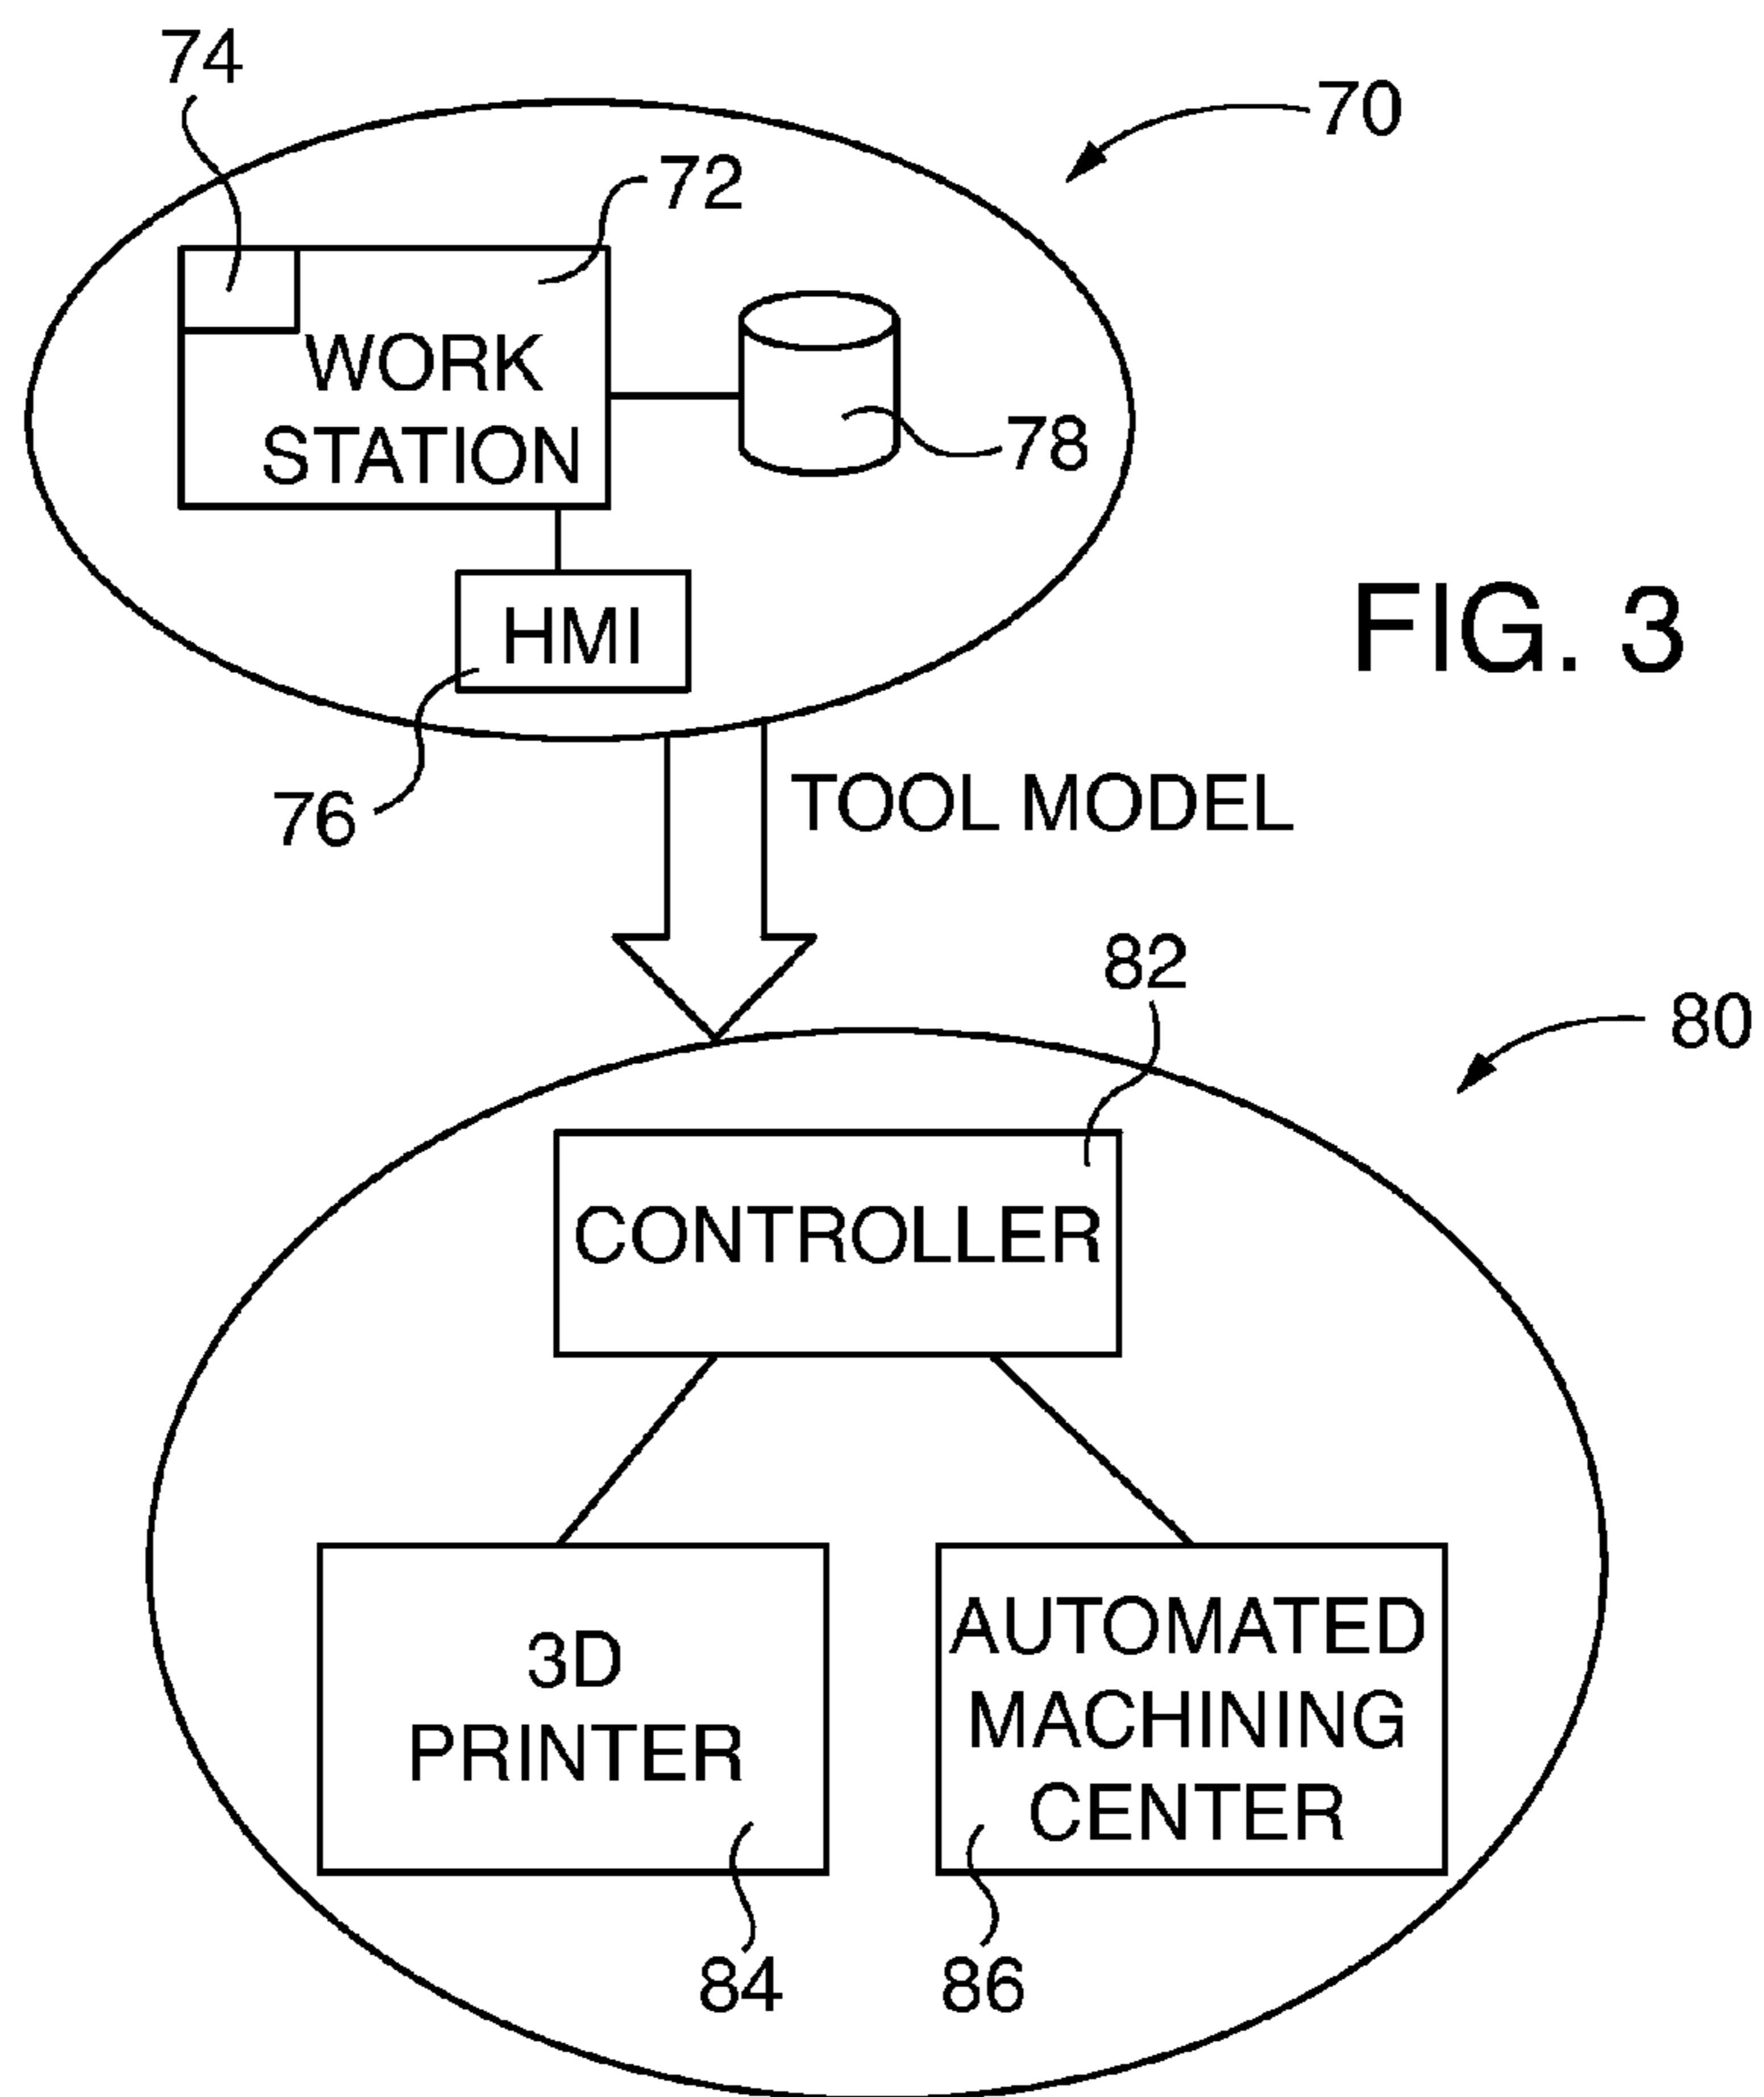 74
70
72
WORK
STATION
78
FIG. 3
HMI
76
TOOL MODEL
82
80
CONTROLLER
3D
PRINTER
AUTOMATED
MACHINING
CENTER
84
86